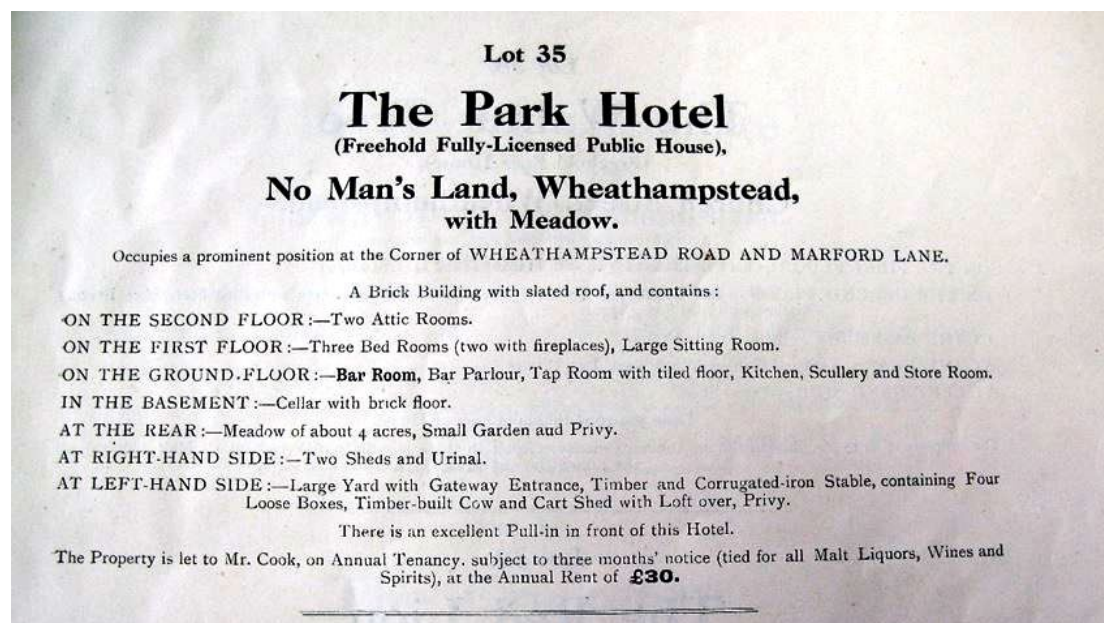 Lot 35
The Park Hotel
(Freehold Fully-Licensed Public House),
No Man's Land, Wheathampstead,
with Meadow.
Occupies a prominent position at the Corner of WHEATHAMPSTEAD ROAD AND MARFORD LANE.
A Brick Building with slated roof, and contains:
ON THE SECOND FLOOR:—Two Attic Rooms.
ON THE FIRST FLOOR:—Three Bed Rooms (two with fireplaces), Large Sitting Room.
ON THE GROUND FLOOR:—Bar Room, Bar Parlour, Tap Room with tiled floor, Kitchen, Scullery and Store Room.
IN THE BASEMENT:—Cellar with brick floor.
AT THE REAR:—Meadow of about 4 acres, Small Garden aud Privy.
AT RIGHT-HAND SIDE:—Two Sheds and Urinal.
AT LEFT-HAND SIDE:—Large Yard with Gateway Entrance, Timber and Corrugated-iron Stable, containing Four
Loose Boxes, Timber-built Cow and Cart Shed with Loft over, Privy.
There is an excellent Pull-in in front of this Hotel.
The Property is let to Mr. Cook, on Annual Tenancy. subject to three months' notice (tied for all Malt Liquors, Wines and
Spirits), at the Annual Rent of £30.